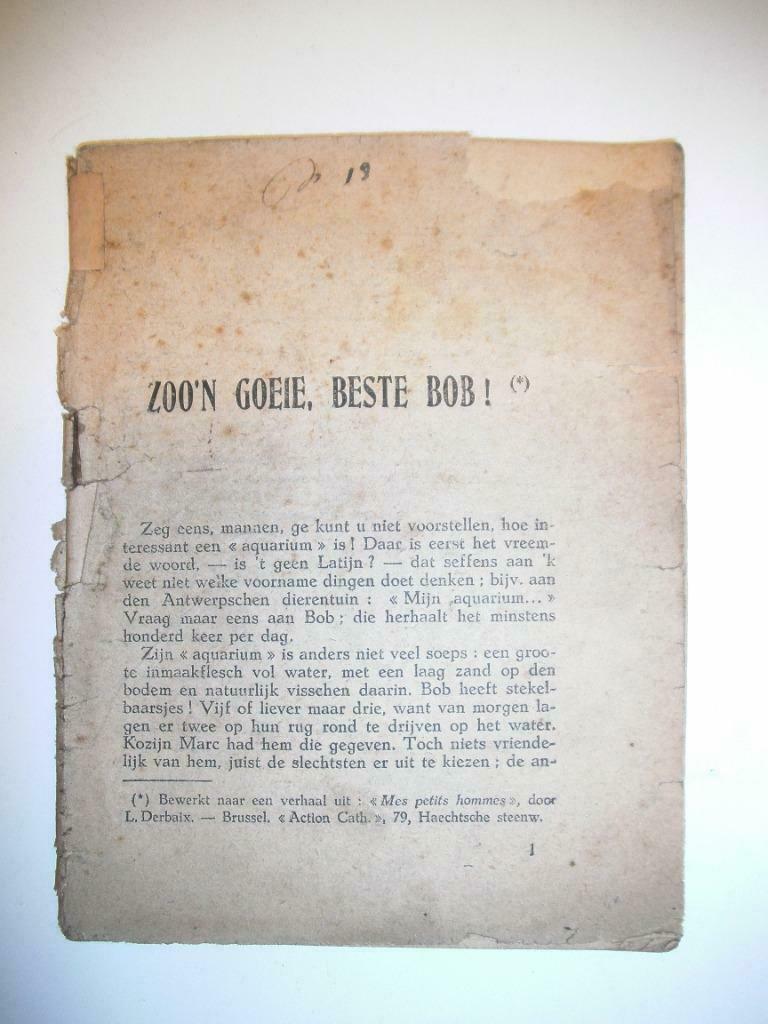 19
ZOO'N GOEIE, BESTE BOB! (*)
Zeg eens, mannen, ge kunt u niet voorstellen, hoe in-
teressant een « aquarium » is! Daar is eerst het vreem-
de woord, — is 't geen Latijn? — dat seffens aan 'k
weet niet welke voorname dingen doet denken; bijv. aan
den Antwerpschen dierentuin: « Mijn aquarium... »
Vraag maar eens aan Bob; die herhaalt het minstens
honderd keer per dag.
Zijn « aquarium » is anders niet veel soeps: een groo-
te inmaakflesch vol water, met een laag zand op den
bodem en natuurlijk visschen daarin. Bob heeft stekel-
baarsjes! Vijf of liever maar drie, want van morgen la-
gen er twee op hun rug rond te drijven op het water.
Kozijn Marc had hem die gegeven. Toch niets vriende-
lijk van hem, juist de slechtsten er uit te kiezen; de an-
(*) Bewerkt naar een verhaal uit: « Mes petits hommes », door
L. Derbaix. — Brussel. « Action Cath. », 79, Haechtsche steenw.
1